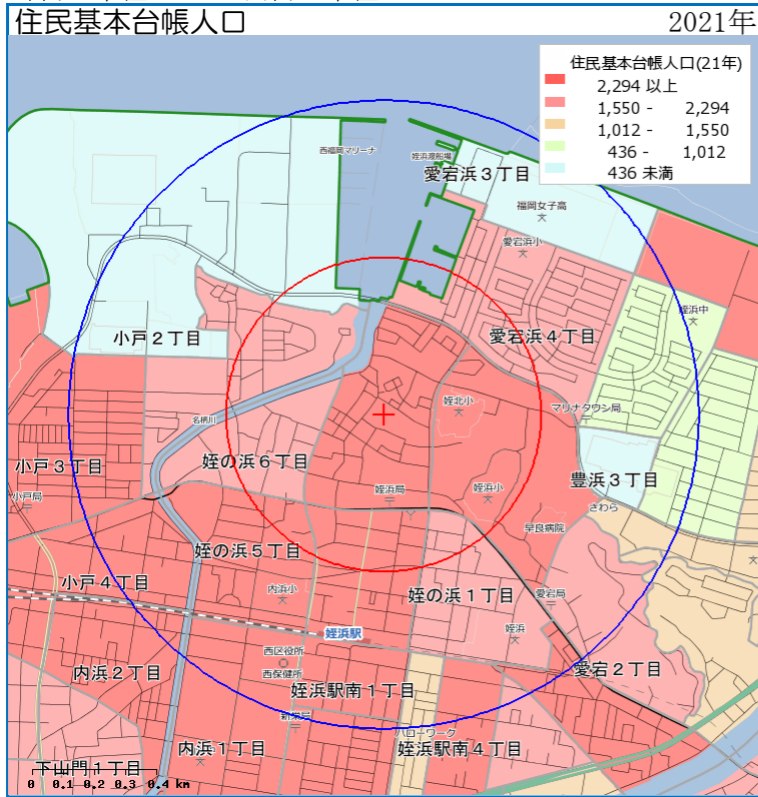 住民基本台帳人口
2021年
住民基本台帳人口(21年)
2,294 以上
1,550 - 2,294
1,012 - 1,550
436 - 1,012
436 未満
西福岡マリーナ
姪浜渡船場
愛宕浜3丁目
福岡女子高
愛宕浜小
姪浜中
小戸2丁目
愛宕浜4丁目
姪北小
マリナタウン局
名柄川
小戸3丁目
姪の浜6丁目
豊浜3丁目
小戸局
姪浜局
姪浜小
さわら
早良病院
姪の浜5丁目
小戸4丁目
内浜小
姪の浜1丁目
愛宕局
姪浜駅
姪浜
西区役所
西保健所
愛宕2丁目
内浜2丁目
姪浜駅南1丁目
ハローワーク
内浜1丁目
姪浜駅南4丁目
下山門1丁目
0 0.1 0.2 0.3 0.4 km